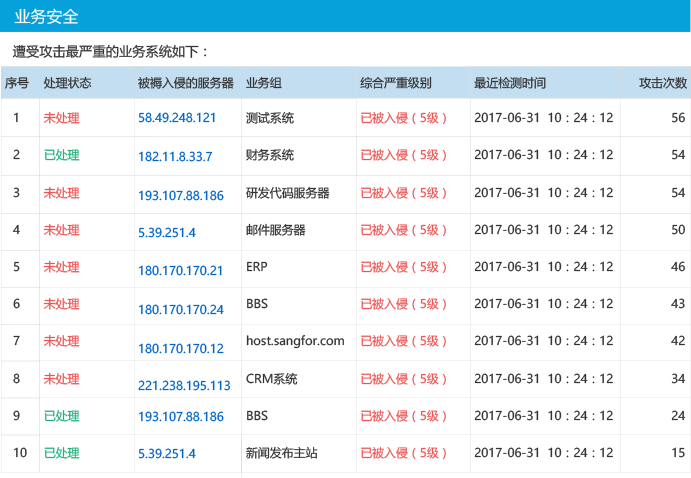 业务安全
遭受攻击最严重的业务系统如下：
序号 处理状态 被褥入侵的服务器 业务组 综合严重级别 最近检测时间 攻击次数
1 未处理 58.49.248.121 测试系统 已被入侵（5级） 2017-06-31 10：24：12 56
2 已处理 182.11.8.33.7 财务系统 已被入侵（5级） 2017-06-31 10：24：12 54
3 未处理 193.107.88.186 研发代码服务器 已被入侵（5级） 2017-06-31 10：24：12 54
4 未处理 5.39.251.4 邮件服务器 已被入侵（5级） 2017-06-31 10：24：12 50
5 未处理 180.170.170.21 ERP 已被入侵（5级） 2017-06-31 10：24：12 46
6 未处理 180.170.170.24 BBS 已被入侵（5级） 2017-06-31 10：24：12 43
7 未处理 180.170.170.12 host.sangfor.com 已被入侵（5级） 2017-06-31 10：24：12 42
8 未处理 221.238.195.113 CRM系统 已被入侵（5级） 2017-06-31 10：24：12 34
9 已处理 193.107.88.186 BBS 已被入侵（5级） 2017-06-31 10：24：12 24
10 已处理 5.39.251.4 新闻发布主站 已被入侵（5级） 2017-06-31 10：24：12 15